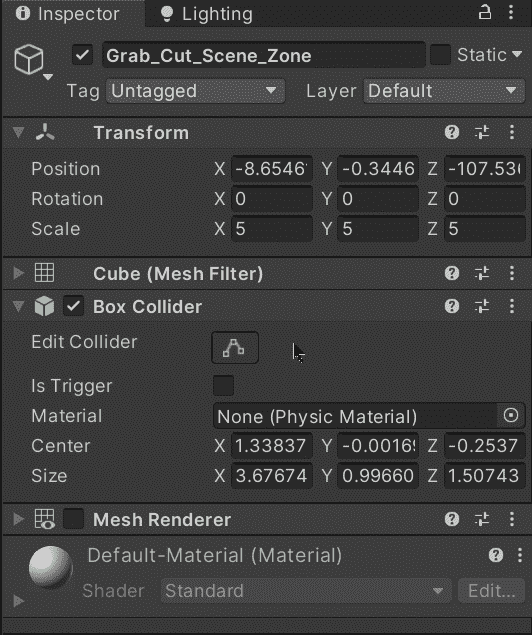 Inspector Lighting
Grab_Cut_Scene_Zone Static
Tag Untagged Layer Default
Transform
Position X -8.6546 Y -0.3446 Z -107.53
Rotation X 0 Y 0 Z 0
Scale X 5 Y 5 Z 5
Cube (Mesh Filter)
Box Collider
Edit Collider
Is Trigger
Material None (Physic Material)
Center X 1.33837 Y -0.0016 Z -0.2537
Size X 3.67674 Y 0.99660 Z 1.50743
Mesh Renderer
Default-Material (Material)
Shader Standard Edit...